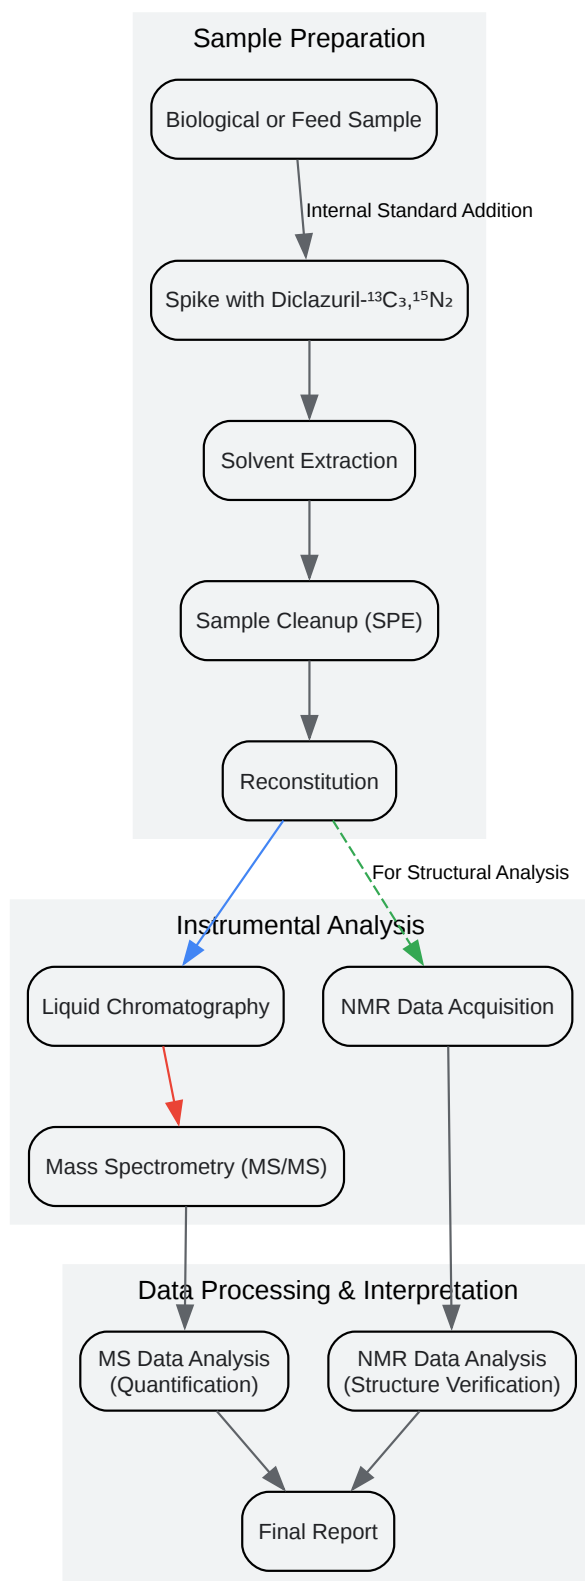 Sample Preparation
Biological or Feed Sample
Internal Standard Addition
Spike with Diclazuril-¹³C₃,¹⁵N₂
Solvent Extraction
Sample Cleanup (SPE)
Reconstitution
For Structural Analysis
Instrumental Analysis
Liquid Chromatography
NMR Data Acquisition
Mass Spectrometry (MS/MS)
Data Processing & Interpretation
MS Data Analysis
(Quantification)
NMR Data Analysis
(Structure Verification)
Final Report